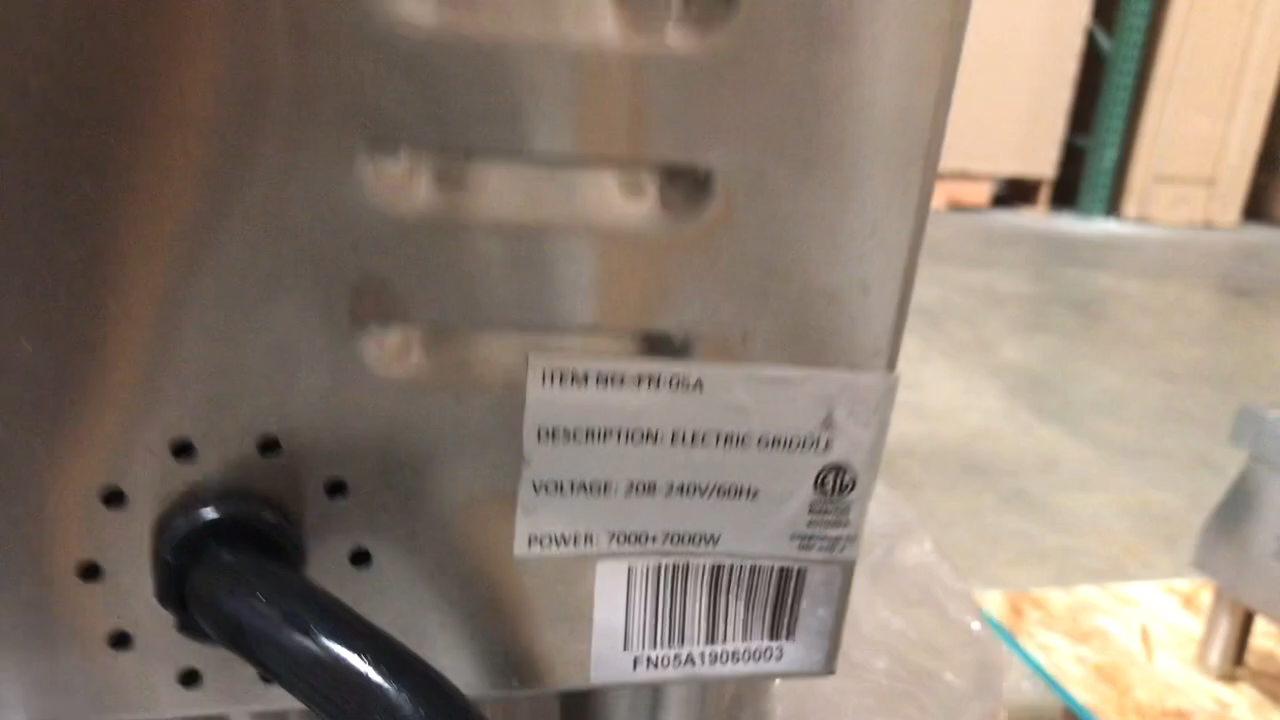 ITEM NO: FN-05A
DESCRIPTION: ELECTRIC GRIDDLE
VOLTAGE: 208-240V/60Hz
POWER: 7000+7000W
FN05A19060003